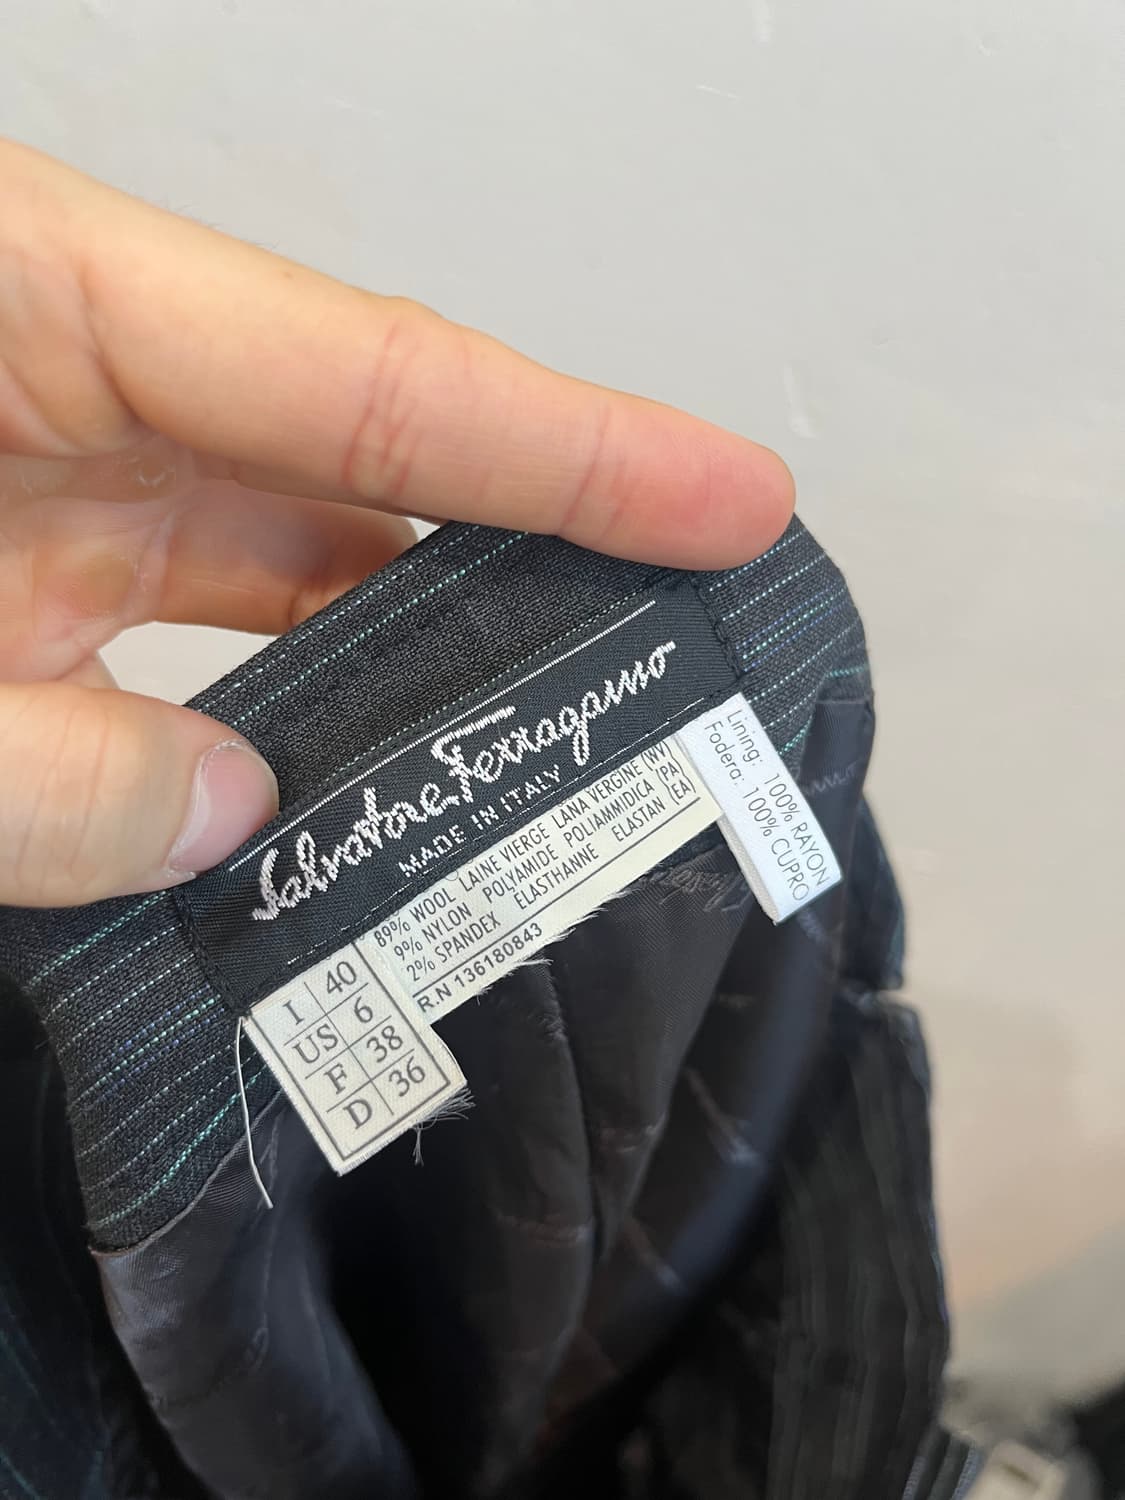 Salvatore Ferragamo
MADE IN ITALY
89% WOOL LAINE VIERGE LANA VERGINE (WV)
9% NYLON POLYAMIDE POLIAMMIDICA (PA)
2% SPANDEX ELASTHANNE ELASTAN (EA)
R.N 136180843
Lining: 100% RAYON
Fodera: 100% CUPRO
I 40
US 6
F 38
D 36